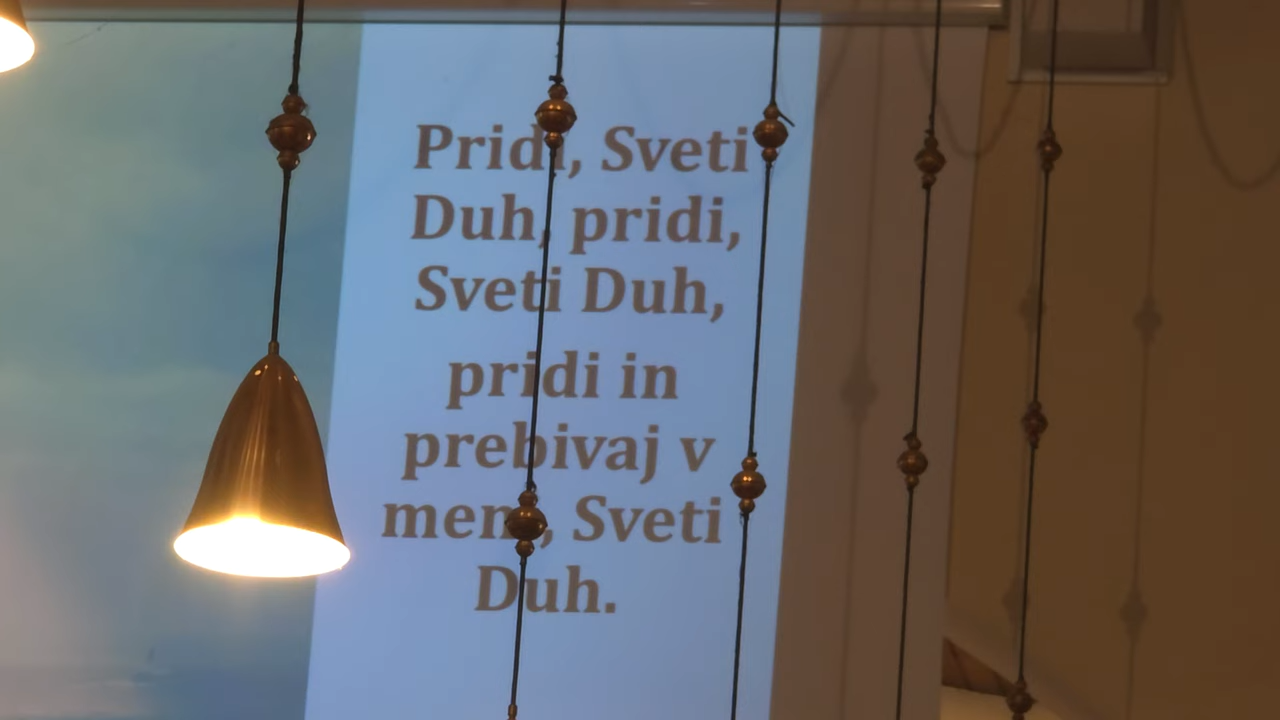 Pridi, Sveti
Duh, pridi,
Sveti Duh,
pridi in
prebivaj v
meni, Sveti
Duh.